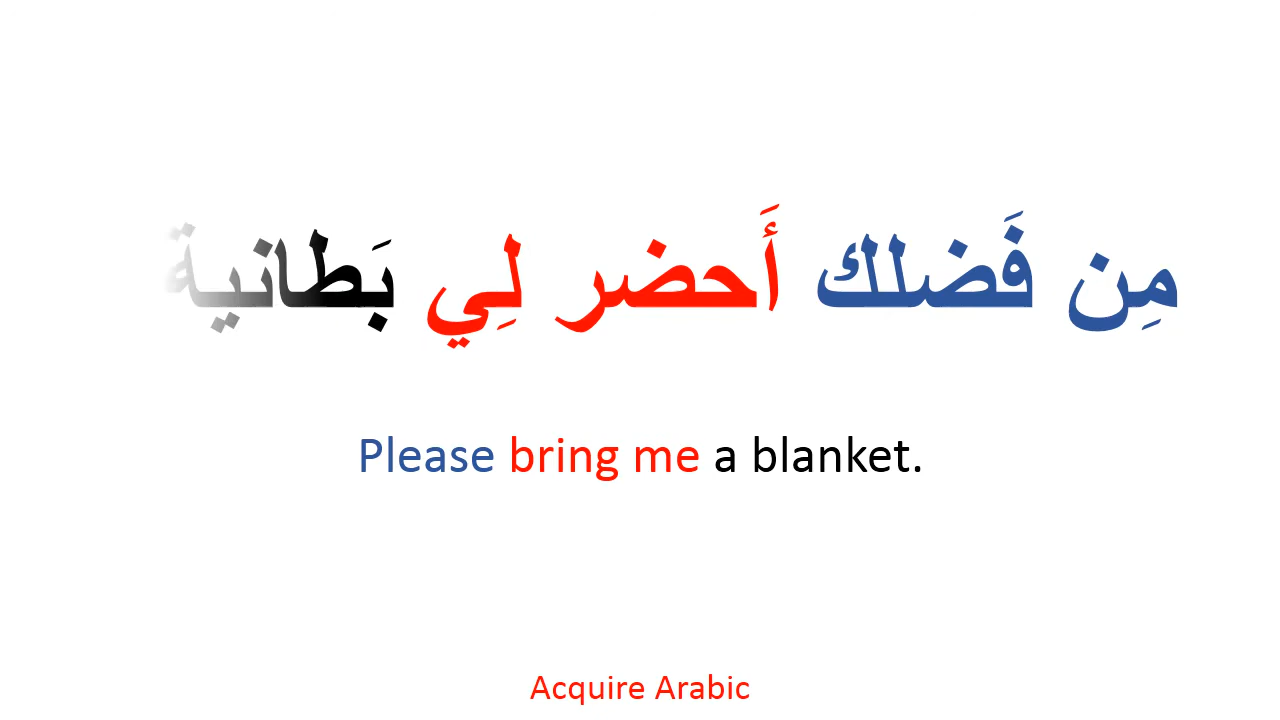 مِن فَضلك أَحضر لِي بَطانية
Please bring me a blanket.
Acquire Arabic